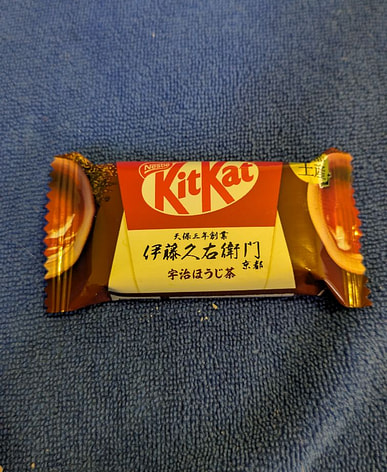 Nestle
KitKat
天保三年創業
伊藤久右衛門
京都
宇治ほうじ茶